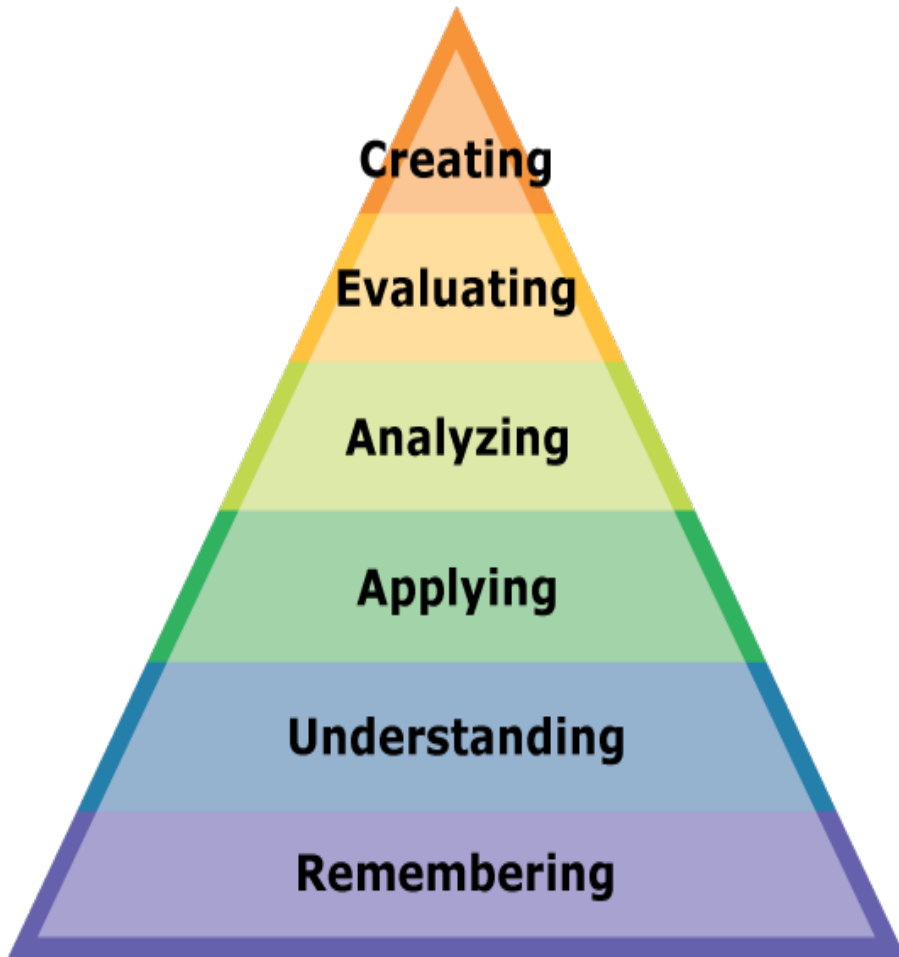 Creating
Evaluating
Analyzing
Applying
Understanding
Remembering